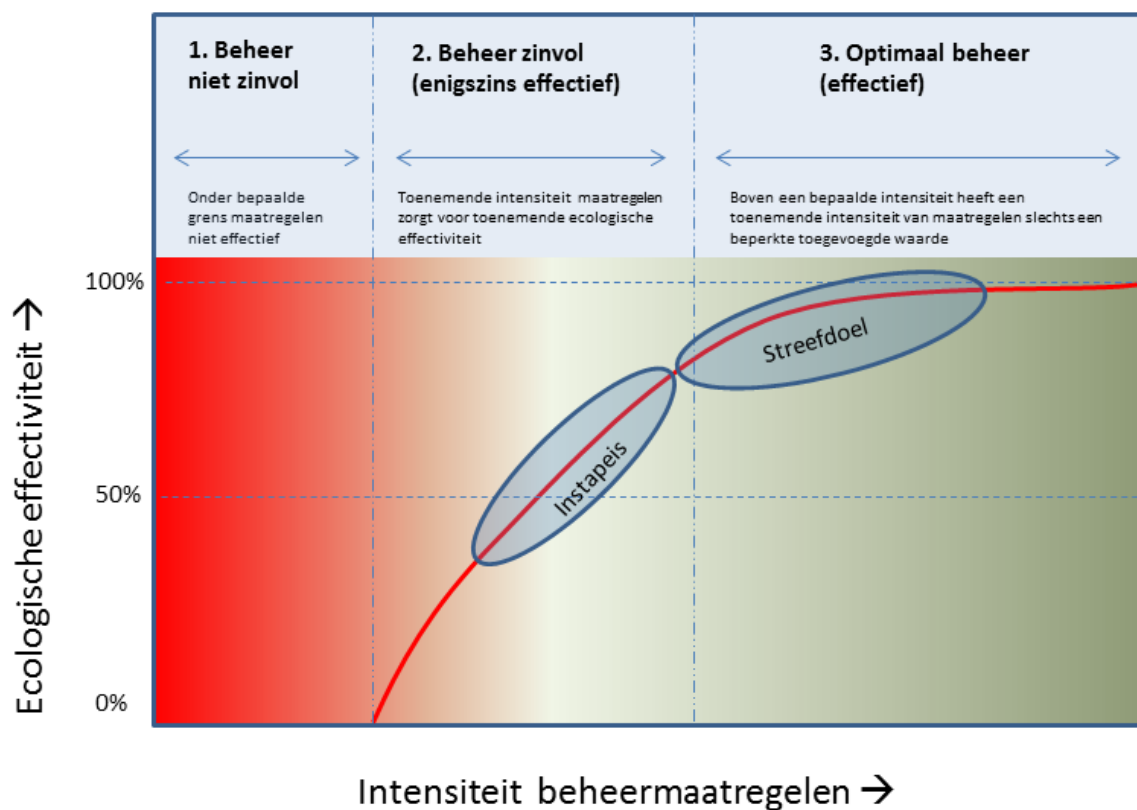 1. Beheer
niet zinvol
2. Beheer zinvol
(enigszins effectief)
3. Optimaal beheer
(effectief)
Onder bepaalde
grens maatregelen
niet effectief
Toenemende intensiteit maatregelen
zorgt voor toenemende ecologische
effectiviteit
Boven een bepaalde intensiteit heeft een
toenemende intensiteit van maatregelen slechts een
beperkte toegevoegde waarde
100%
50%
0%
Ecologische effectiviteit →
Streefdoel
Instapeis
Intensiteit beheermaatregelen →